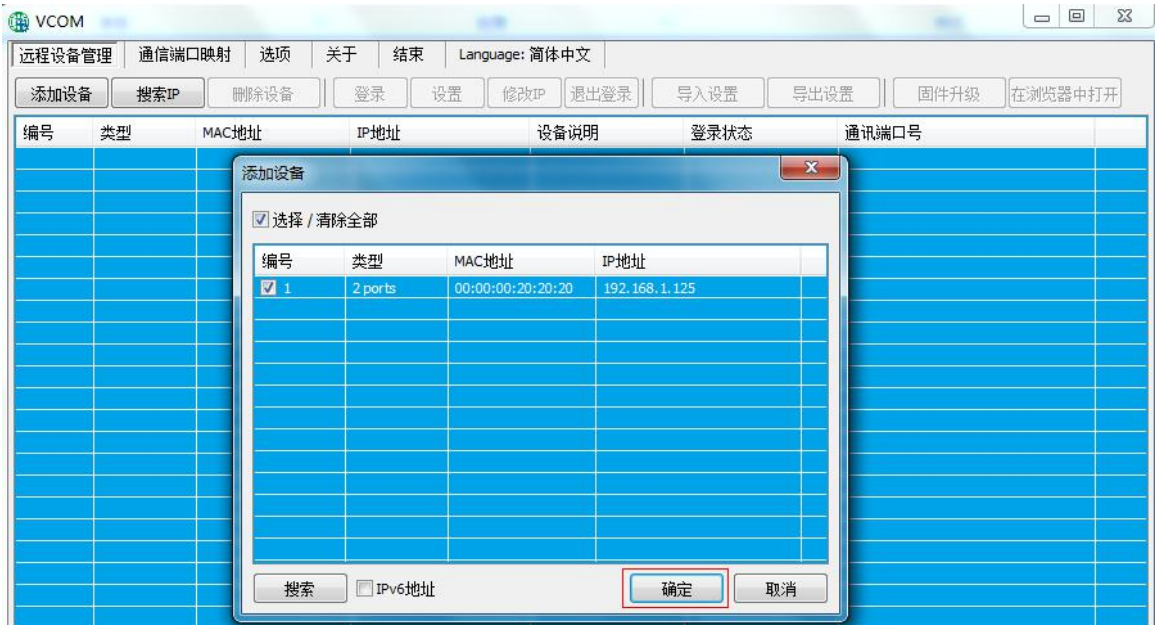 VCOM
远程设备管理 通信端口映射 选项 关于 结束 Language: 简体中文
添加设备 搜索IP 删除设备 登录 设置 修改IP 退出登录 导入设置 导出设置 固件升级 在浏览器中打开
编号 类型 MAC地址 IP地址 设备说明 登录状态 通讯端口号
添加设备
选择 / 清除全部
编号 类型 MAC地址 IP地址
1 2 ports 00:00:00:20:20:20 192.168.1.125
搜索 IPv6地址 确定 取消